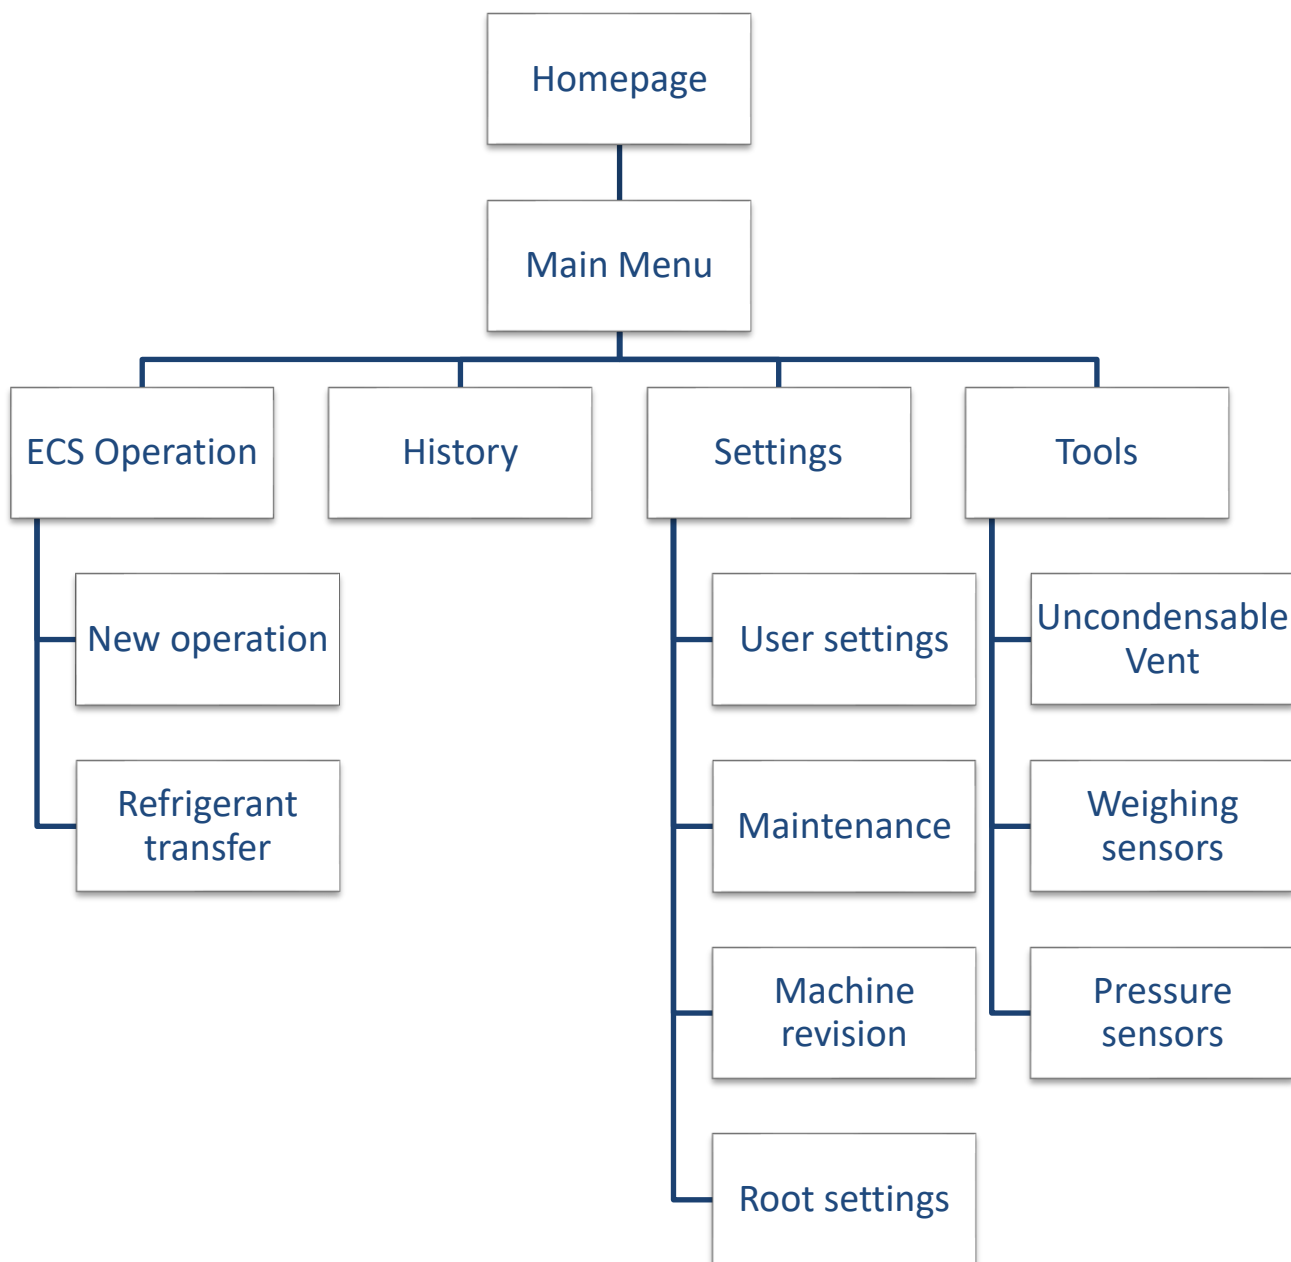 Homepage
Main Menu
ECS Operation
History
Settings
Tools
New operation
User settings
Uncondensable
Vent
Refrigerant
transfer
Maintenance
Weighing
sensors
Machine
revision
Pressure
sensors
Root settings